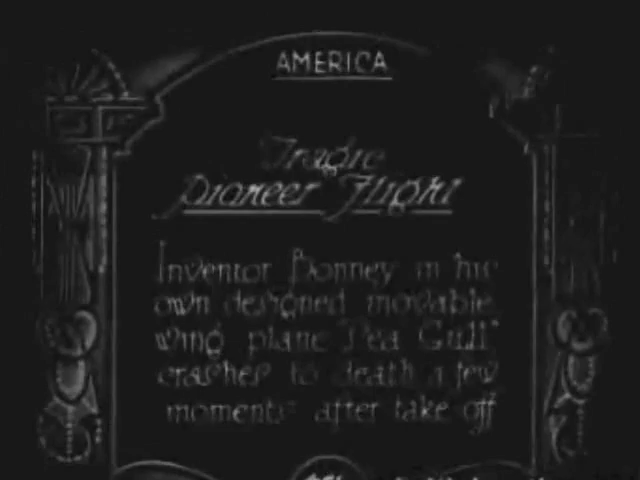 AMERICA
Tragic
Pioneer Flight
Inventor Bonney in his
own designed movable
wing plane "Sea Gull"
crashes to death a few
moments after take off